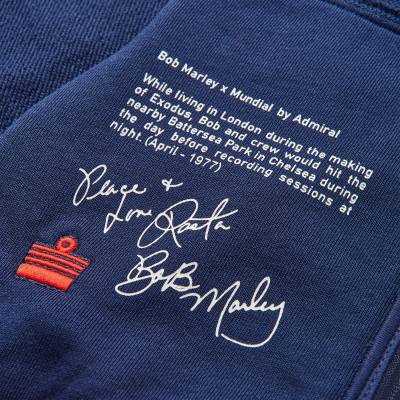 Bob Marley x Mundial by Admiral
While living in London during the making
of Exodus, Bob and crew would hit the
nearby Battersea Park in Chelsea during
the day before recording sessions at
night. (April - 1977)
Peace +
Love Rasta
Bob Marley